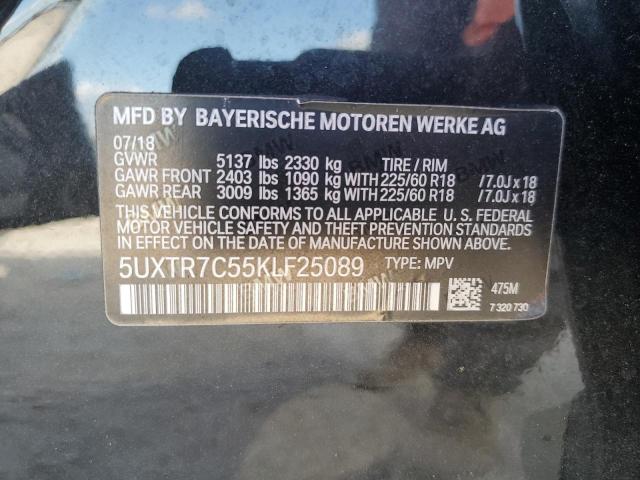 MFD BY BAYERISCHE MOTOREN WERKE AG
07/18
GVWR 5137 lbs 2330 kg TIRE / RIM
GAWR FRONT 2403 lbs 1090 kg WITH 225/60 R18 / 7.0J x 18
GAWR REAR 3009 lbs 1365 kg WITH 225/60 R18 / 7.0J x 18
THIS VEHICLE CONFORMS TO ALL APPLICABLE U. S. FEDERAL
MOTOR VEHICLE SAFETY AND THEFT PREVENTION STANDARDS
IN EFFECT ON THE DATE OF MANUFACTURE SHOWN ABOVE.
5UXTR7C55KLF25089 TYPE: MPV
475M
7 320 730